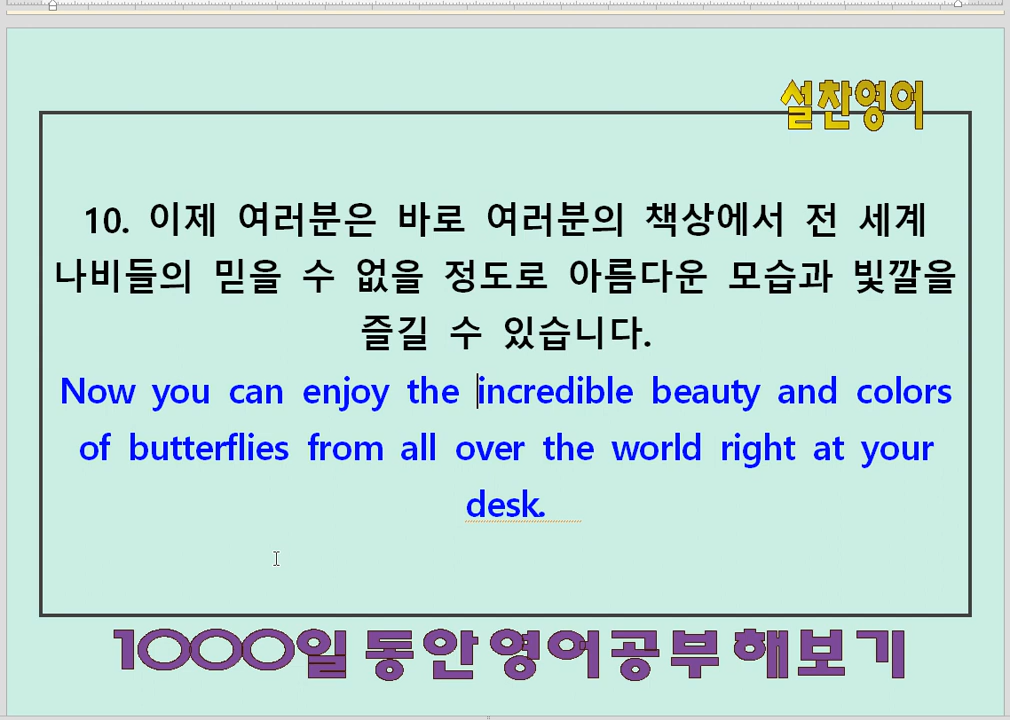 설찬영어
10. 이제 여러분은 바로 여러분의 책상에서 전 세계
나비들의 믿을 수 없을 정도로 아름다운 모습과 빛깔을
즐길 수 있습니다.
Now you can enjoy the incredible beauty and colors
of butterflies from all over the world right at your
desk.
1000일 동안 영어공부 해보기